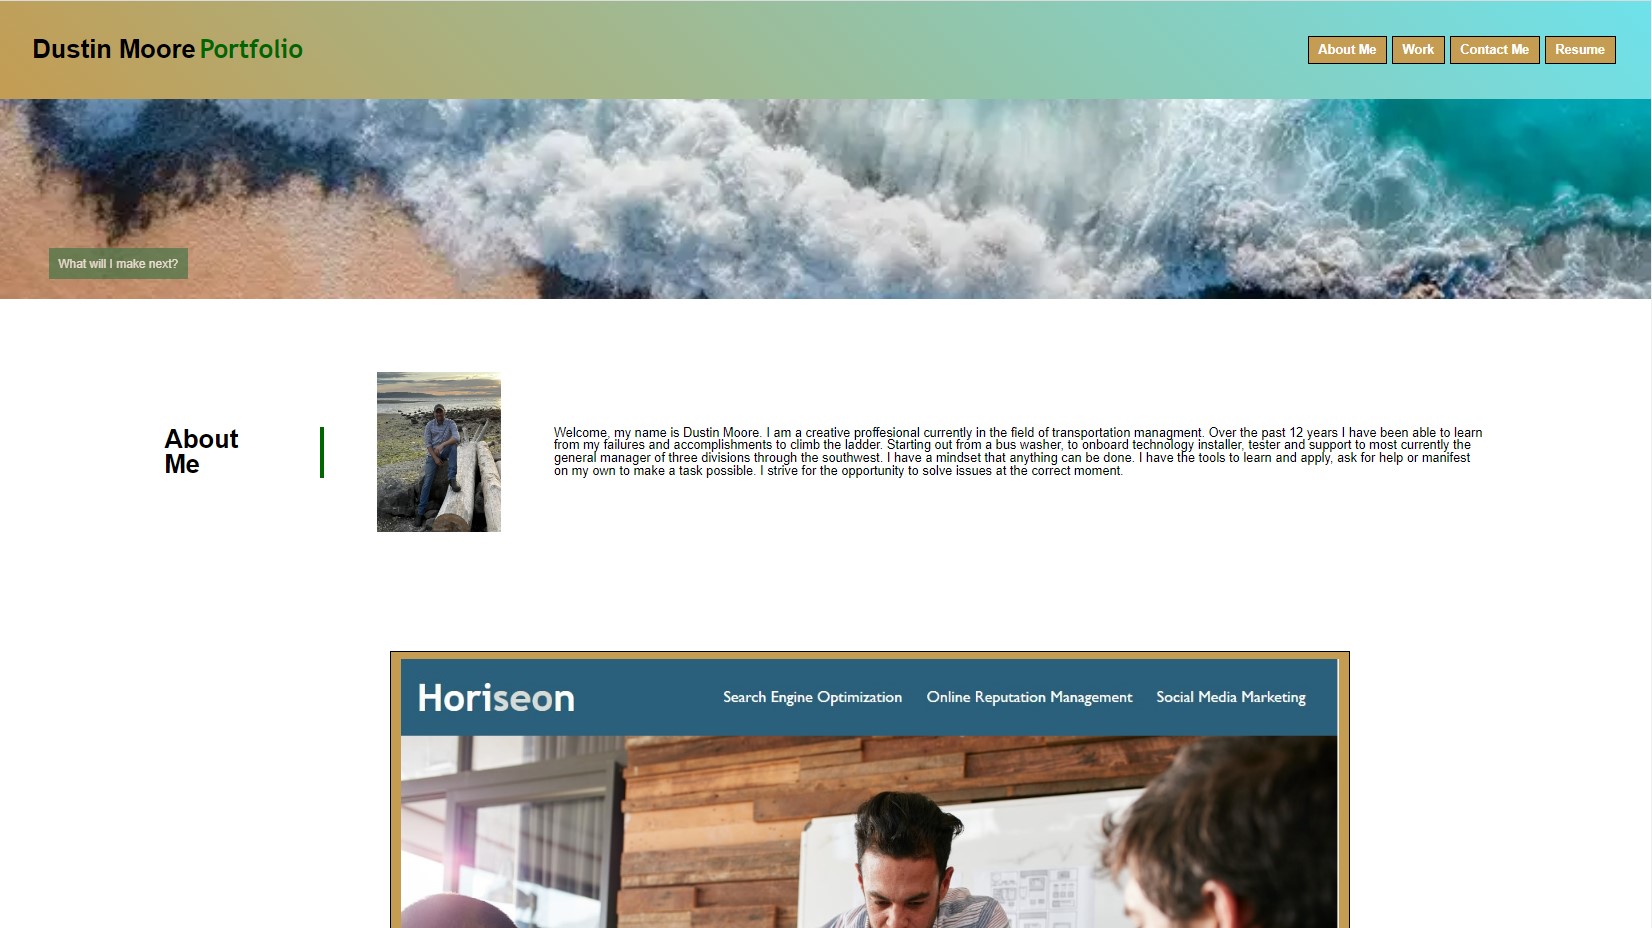 Dustin Moore Portfolio
About Me Work Contact Me Resume
What will I make next?
About
Me
Welcome, my name is Dustin Moore. I am a creative proffesional currently in the field of transportation managment. Over the past 12 years I have been able to learn
from my failures and accomplishments to climb the ladder. Starting out from a bus washer, to onboard technology installer, tester and support to most currently the
general manager of three divisions through the southwest. I have a mindset that anything can be done. I have the tools to learn and apply, ask for help or manifest
on my own to make a task possible. I strive for the opportunity to solve issues at the correct moment.
Horiseon
Search Engine Optimization Online Reputation Management Social Media Marketing